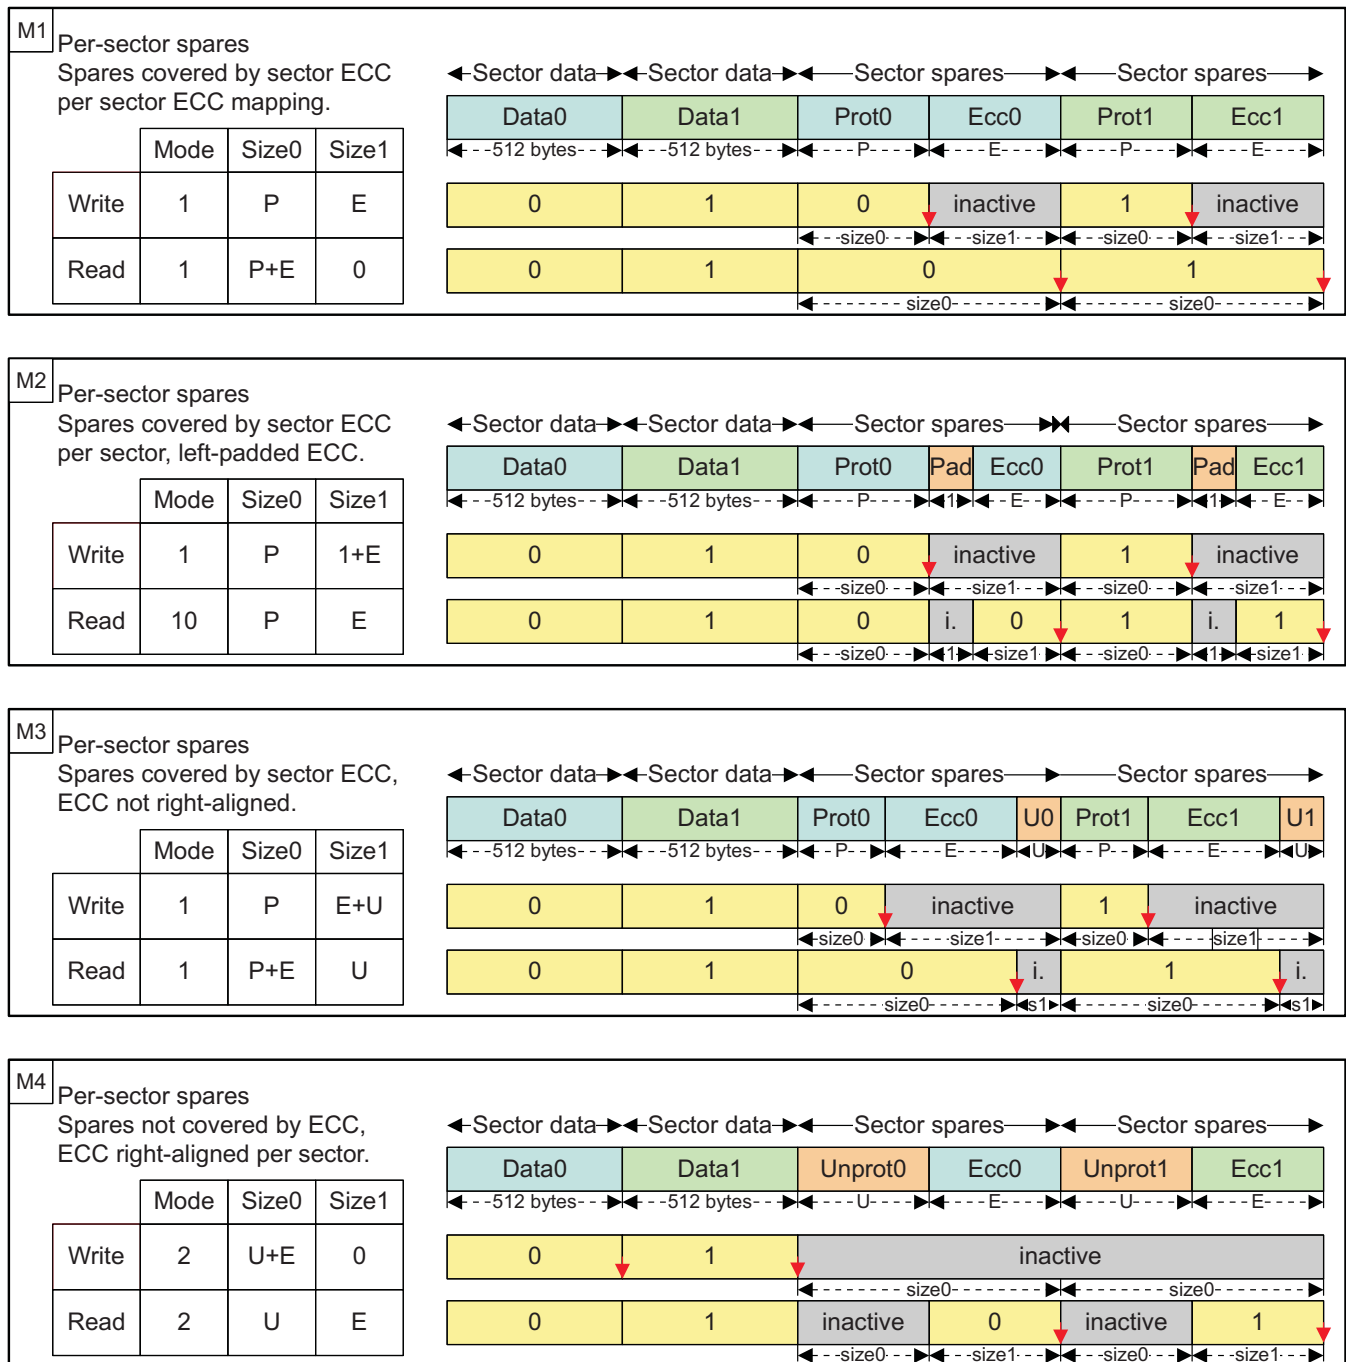 M1
Per-sector spares
Spares covered by sector ECC
per sector ECC mapping.
Mode Size0 Size1
Write 1 P E
Read 1 P+E 0
Sector data Sector data Sector spares Sector spares
Data0 Data1 Prot0 Ecc0 Prot1 Ecc1
512 bytes 512 bytes P E P E
0 1 0 inactive 1 inactive
size0 size1 size0 size1
0 1 0 1
size0 size0
M2
Per-sector spares
Spares covered by sector ECC
per sector, left-padded ECC.
Mode Size0 Size1
Write 1 P 1+E
Read 10 P E
Sector data Sector data Sector spares Sector spares
Data0 Data1 Prot0 Pad Ecc0 Prot1 Pad Ecc1
512 bytes 512 bytes P 1 E P 1 E
0 1 0 inactive 1 inactive
size0 size1 size0 size1
0 1 0 i. 0 1 i. 1
size0 1 size1 size0 1 size1
M3
Per-sector spares
Spares covered by sector ECC,
ECC not right-aligned.
Mode Size0 Size1
Write 1 P E+U
Read 1 P+E U
Sector data Sector data Sector spares Sector spares
Data0 Data1 Prot0 Ecc0 U0 Prot1 Ecc1 U1
512 bytes 512 bytes P E U P E U
0 1 0 inactive 1 inactive
size0 size1 size0 size1
0 1 0 i. 1 i.
size0 s1 size0 s1
M4
Per-sector spares
Spares not covered by ECC,
ECC right-aligned per sector.
Mode Size0 Size1
Write 2 U+E 0
Read 2 U E
Sector data Sector data Sector spares Sector spares
Data0 Data1 Unprot0 Ecc0 Unprot1 Ecc1
512 bytes 512 bytes U E U E
0 1 inactive
size0 size0
0 1 inactive 0 inactive 1
size0 size1 size0 size1